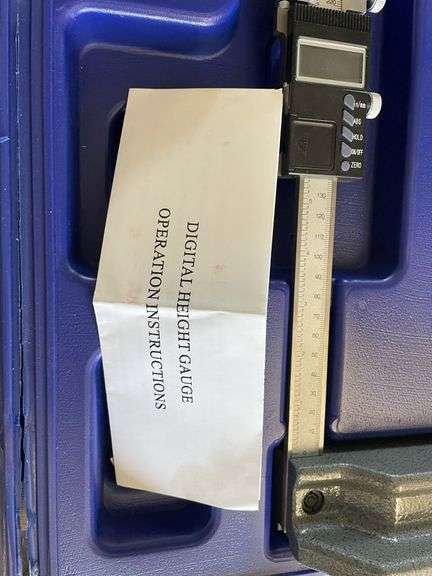 DIGITAL HEIGHT GAUGE
OPERATION INSTRUCTIONS
in/mm
ABS
HOLD
ON/OFF
ZERO
130
120
110
100
90
80
70
60
50
40
30
20
10